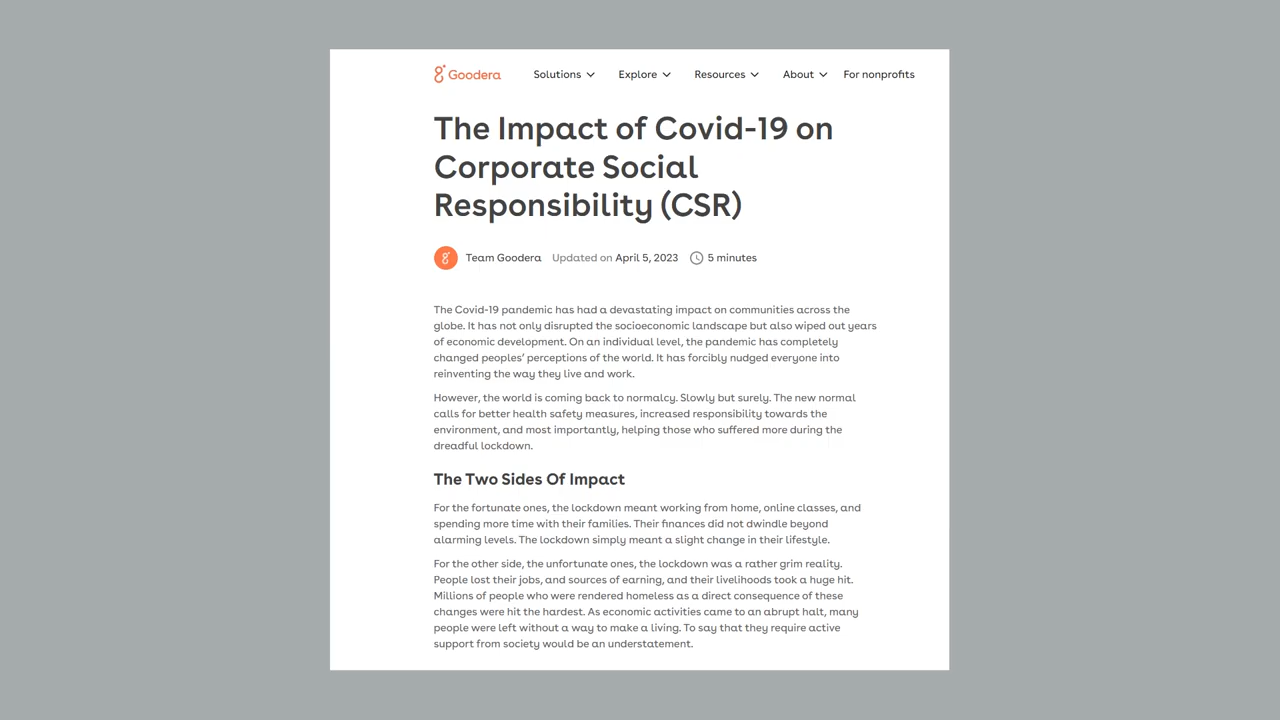 Goodera Solutions Explore Resources About For nonprofits
The Impact of Covid-19 on
Corporate Social
Responsibility (CSR)
Team Goodera Updated on April 5, 2023 5 minutes
The Covid-19 pandemic has had a devastating impact on communities across the
globe. It has not only disrupted the socioeconomic landscape but also wiped out years
of economic development. On an individual level, the pandemic has completely
changed peoples’ perceptions of the world. It has forcibly nudged everyone into
reinventing the way they live and work.
However, the world is coming back to normalcy. Slowly but surely. The new normal
calls for better health safety measures, increased responsibility towards the
environment, and most importantly, helping those who suffered more during the
dreadful lockdown.
The Two Sides Of Impact
For the fortunate ones, the lockdown meant working from home, online classes, and
spending more time with their families. Their finances did not dwindle beyond
alarming levels. The lockdown simply meant a slight change in their lifestyle.
For the other side, the unfortunate ones, the lockdown was a rather grim reality.
People lost their jobs, and sources of earning, and their livelihoods took a huge hit.
Millions of people who were rendered homeless as a direct consequence of these
changes were hit the hardest. As economic activities came to an abrupt halt, many
people were left without a way to make a living. To say that they require active
support from society would be an understatement.